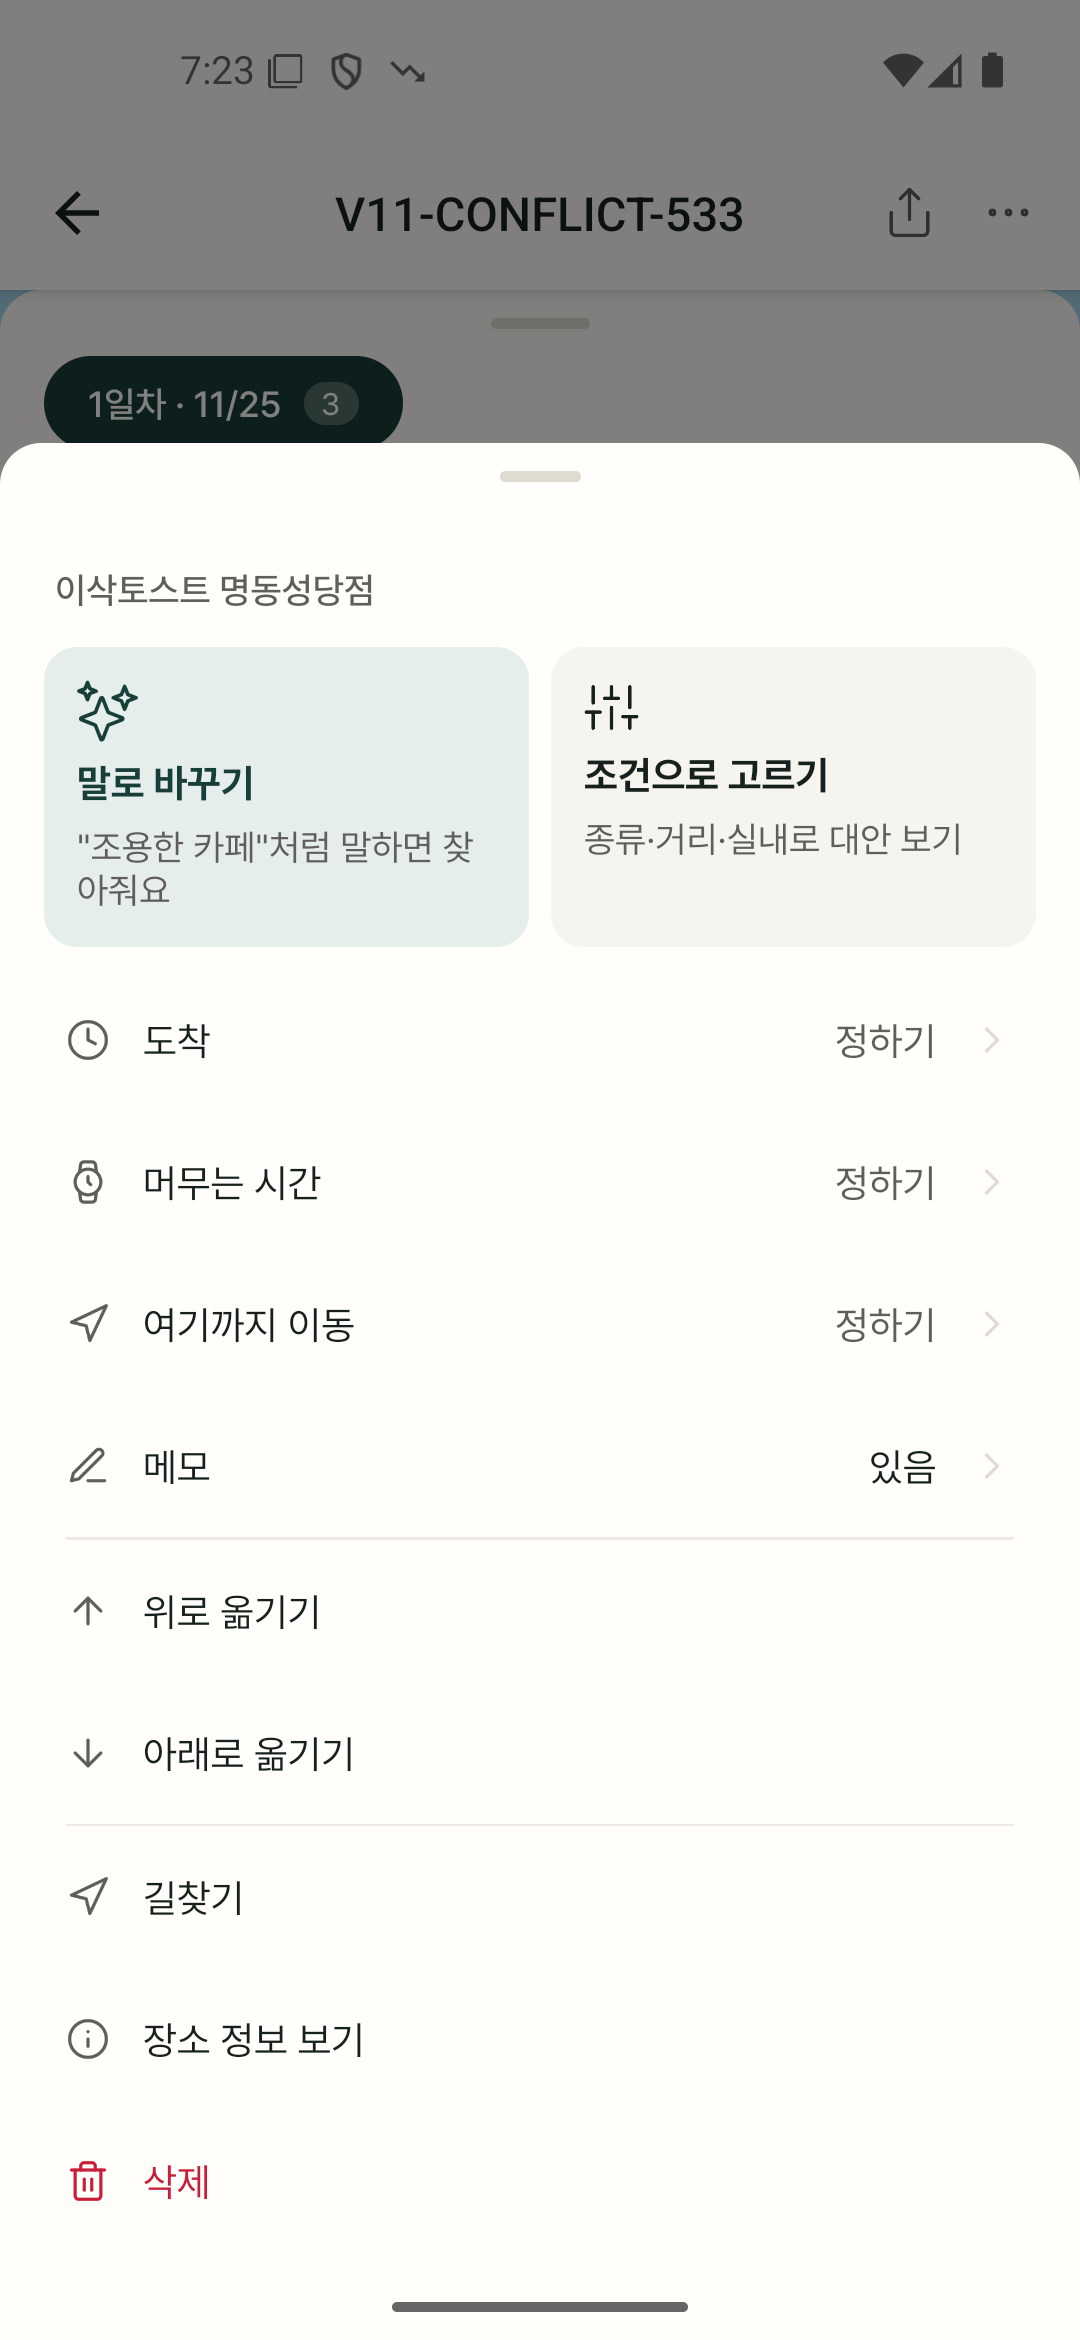 7:23
V11-CONFLICT-533
1일차 · 11/25 3
이삭토스트 명동성당점
말로 바꾸기
"조용한 카페"처럼 말하면 찾
아줘요
조건으로 고르기
종류·거리·실내로 대안 보기
도착 정하기
머무는 시간 정하기
여기까지 이동 정하기
메모 있음
위로 옮기기
아래로 옮기기
길찾기
장소 정보 보기
삭제